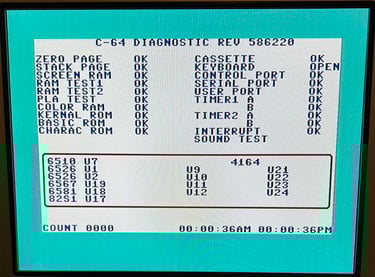 C-64 DIAGNOSTIC REV 586220
ZERO PAGE OK CASSETTE OK
STACK PAGE OK KEYBOARD OPEN
SCREEN RAM OK CONTROL PORT OK
RAM TEST1 OK SERIAL PORT OK
RAM TEST2 OK USER PORT OK
PLA TEST OK TIMER1 A OK
COLOR RAM OK B OK
KERNAL ROM OK TIMER2 A OK
BASIC ROM OK B OK
CHARAC ROM OK INTERRUPT OK
SOUND TEST
6510 U7 4164
6526 U1 U9 U21
6526 U2 U10 U22
6567 U19 U11 U23
6581 U18 U12 U24
82S1 U17
COUNT 0000 00:00:36AM 00:00:36PM